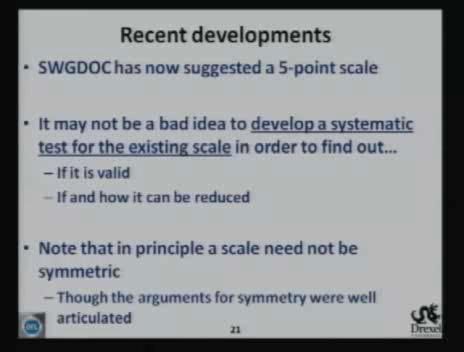 Recent developments
• SWGDOC has now suggested a 5-point scale
• It may not be a bad idea to develop a systematic
test for the existing scale in order to find out...
– If it is valid
– If and how it can be reduced
• Note that in principle a scale need not be
symmetric
– Though the arguments for symmetry were well
articulated
21
Drexel